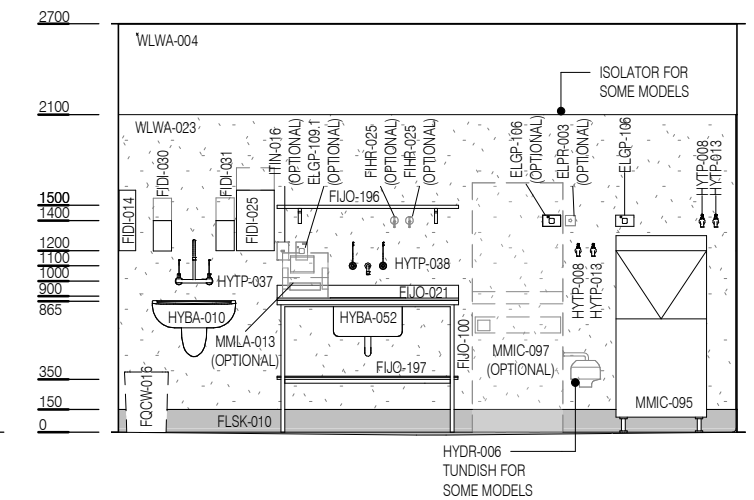 2700
WLWA-004
ISOLATOR FOR
SOME MODELS
2100
WLWA-023
FIDI-014
FIDI-030
FIDI-031
FIDI-025
ITIN-016
(OPTIONAL)
ELGP-109.1
(OPTIONAL)
FIHR-025
(OPTIONAL)
FIHR-025
(OPTIONAL)
ELGP-106
(OPTIONAL)
ELPR-003
(OPTIONAL)
ELGP-106
HYTP-008
HYTP-013
1500
1400
FIJO-196
1200
1100
1000
900
865
HYTP-037
HYTP-038
HYTP-008
HYTP-013
FIJO-021
HYBA-010
HYBA-052
MMLA-013
(OPTIONAL)
FIJO-100
MMIC-097
(OPTIONAL)
FIJO-197
350
FQCW-016
MMIC-095
150
FLSK-010
0
HYDR-006
TUNDISH FOR
SOME MODELS